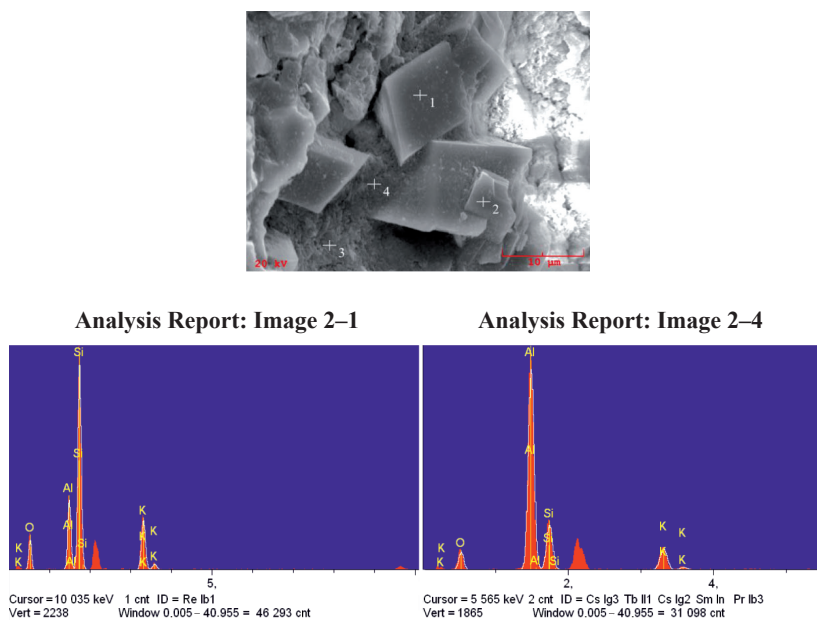 1
4
2
3
20 kV
10 μm
Analysis Report: Image 2–1
Analysis Report: Image 2–4
Si
Si
Al
K
O
Al
K
K
K
Si
K
K
Al
K
5,
Cursor=10 035 keV 1 cnt ID = Re lb1
Vert = 2238 Window 0.005 – 40.955 = 46 293 cnt
Al
Al
Si
K
K
Si
O
K
K
K
K
Al
Si
2,
4,
Cursor = 5 565 keV 2 cnt ID = Cs lg3 Tb ll1 Cs lg2 Sm ln Pr lb3
Vert = 1865 Window 0.005 – 40.955 = 31 098 cnt